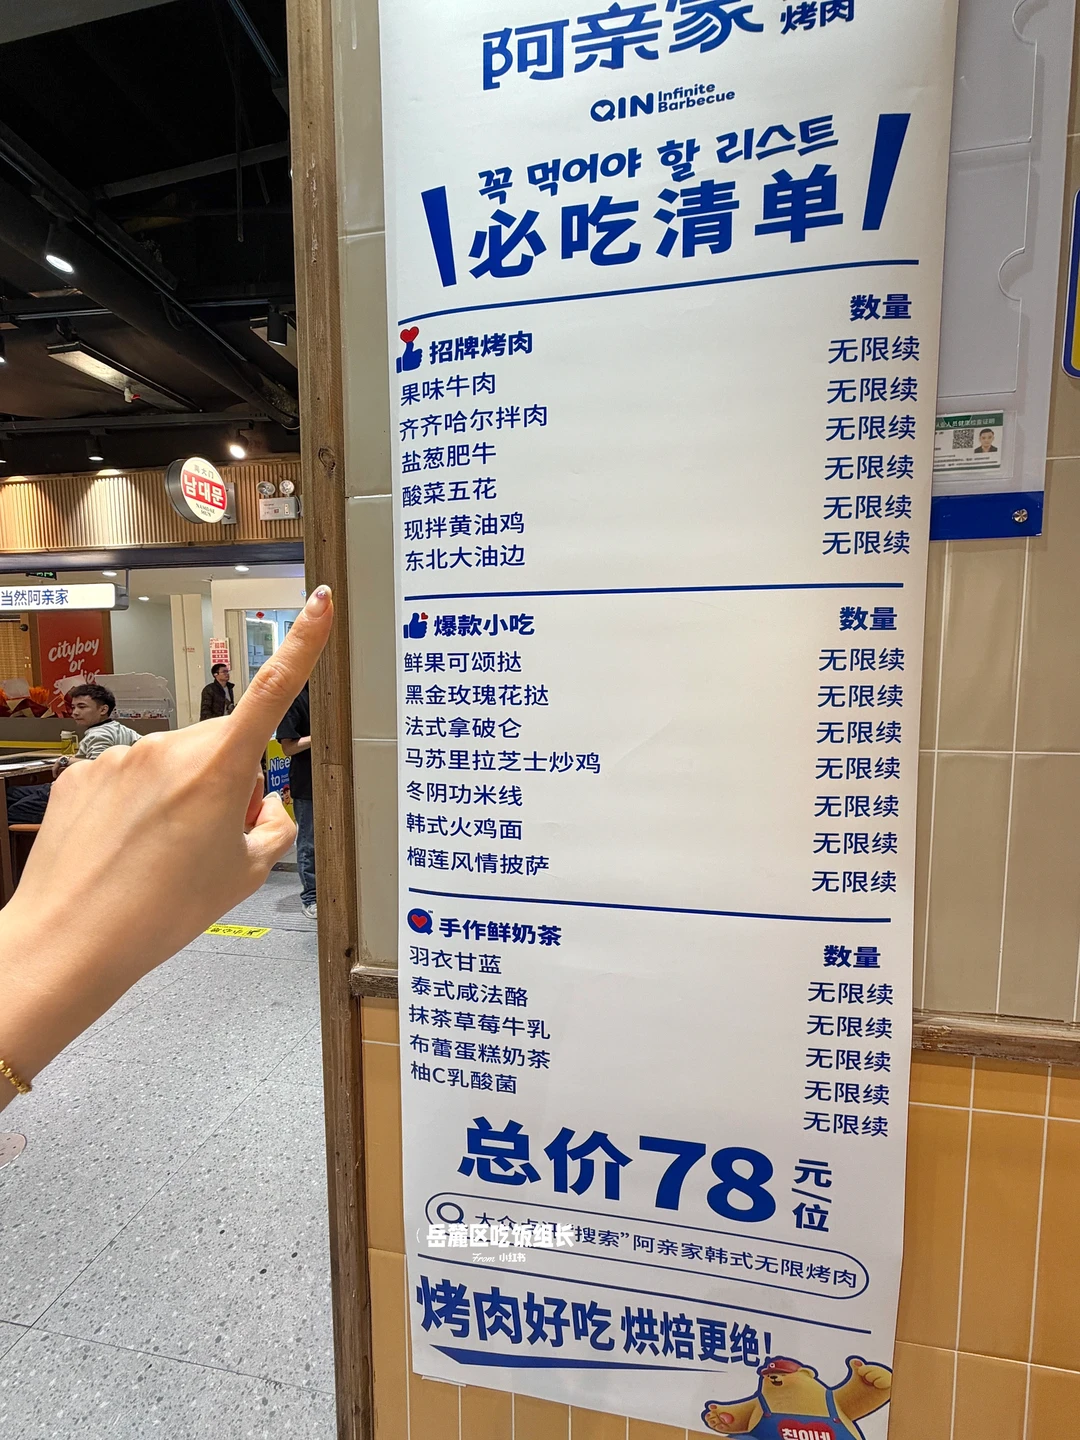 阿亲家
烤肉
QIN Infinite
Barbecue
꼭 먹어야 할 리스트
必吃清单
数量
招牌烤肉 无限续
果味牛肉 无限续
齐齐哈尔拌肉 无限续
盐葱肥牛 无限续
酸菜五花 无限续
现拌黄油鸡 无限续
东北大油边
爆款小吃 数量
鲜果可颂挞 无限续
黑金玫瑰花挞 无限续
法式拿破仑 无限续
马苏里拉芝士炒鸡 无限续
冬阴功米线 无限续
韩式火鸡面 无限续
榴莲风情披萨 无限续
手作鲜奶茶 数量
羽衣甘蓝 无限续
泰式咸法酪 无限续
抹茶草莓牛乳 无限续
布蕾蛋糕奶茶 无限续
柚C乳酸菌 无限续
总价78元/位
搜索”阿亲家韩式无限烤肉
岳麓区吃饭组长
From 小红书
烤肉好吃 烘焙更绝!
친이네
남대문
当然阿亲家
cityboy
or
Nice
to